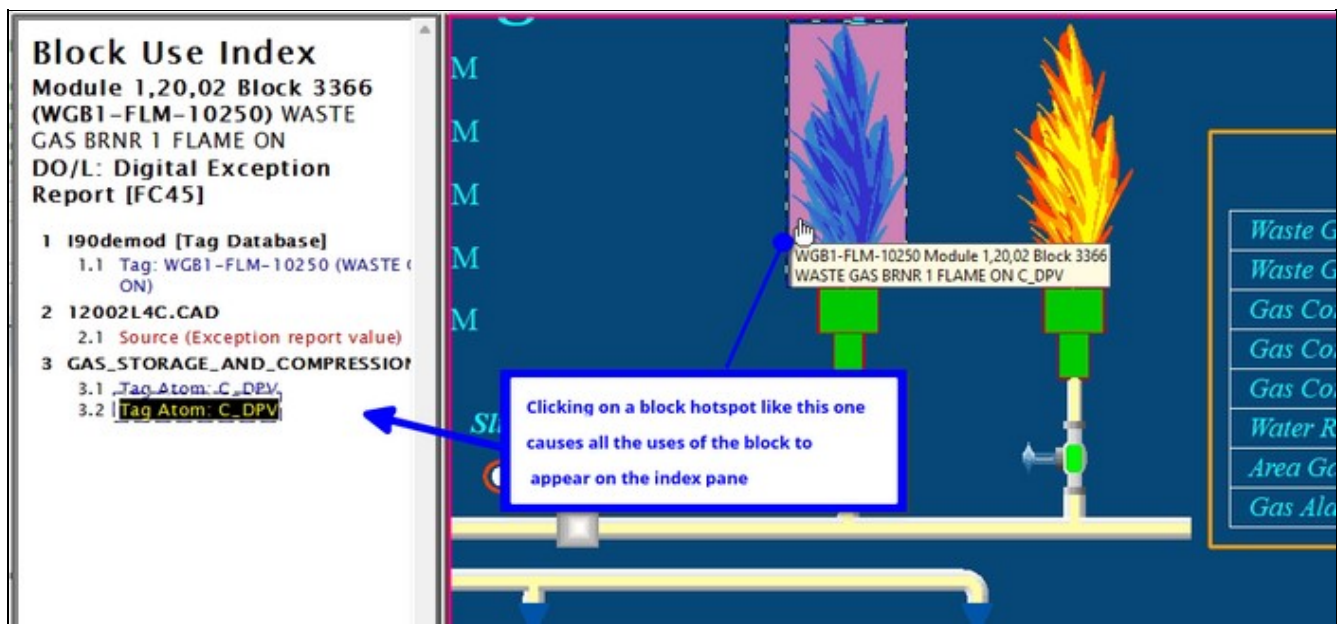 Block Use Index
Module 1,20,02 Block 3366
(WGB1-FLM-10250) WASTE
GAS BRNR 1 FLAME ON
DO/L: Digital Exception
Report [FC45]
1 I90demod [Tag Database]
1.1 Tag: WGB1-FLM-10250 (WASTE
ON)
2 12002L4C.CAD
2.1 Source (Exception report value)
3 GAS_STORAGE_AND_COMPRESSION
3.1 Tag Atom: C_DPV
3.2 Tag Atom: C_DPV
M
M
M
M
M
WGB1-FLM-10250 Module 1,20,02 Block 3366
WASTE GAS BRNR 1 FLAME ON C_DPV
Clicking on a block hotspot like this one
causes all the uses of the block to
appear on the index pane
Waste G
Waste G
Gas Co
Gas Co
Gas Co
Water R
Area Ga
Gas Ala